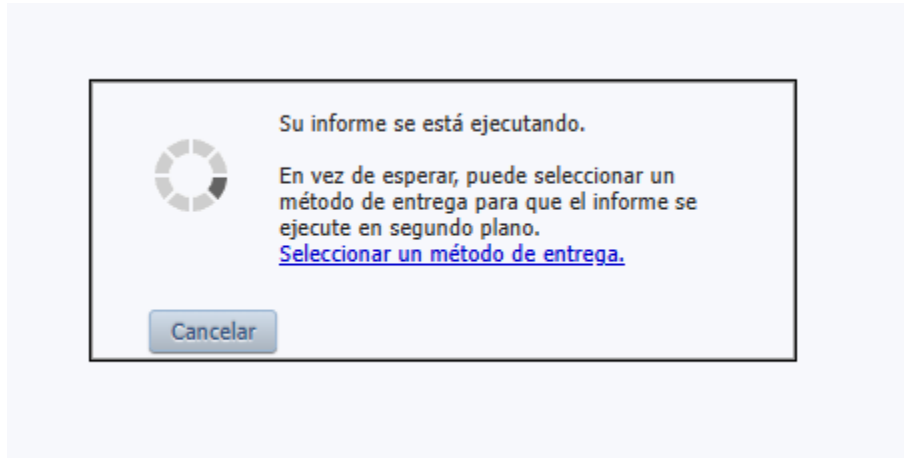 Su informe se está ejecutando.
En vez de esperar, puede seleccionar un
método de entrega para que el informe se
ejecute en segundo plano.
Seleccionar un método de entrega.
Cancelar